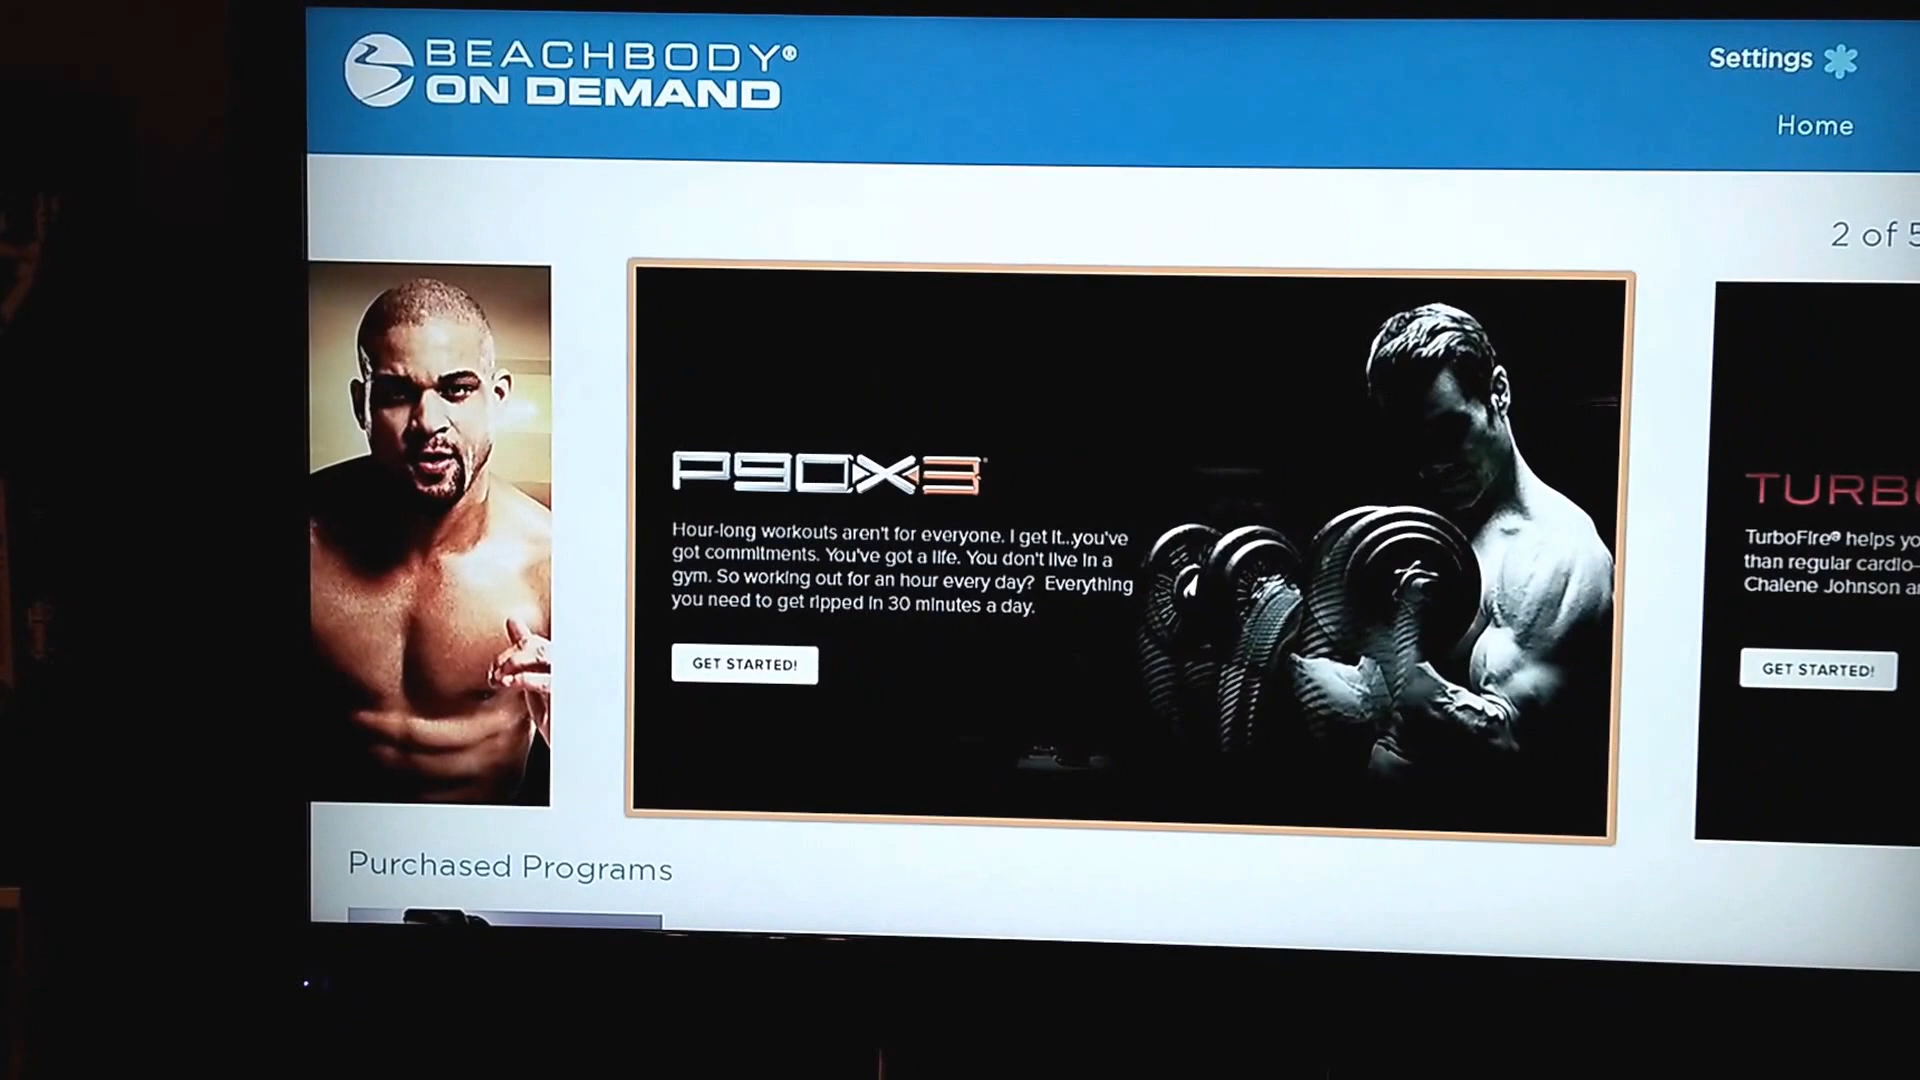 BEACHBODY®
ON DEMAND
Settings
Home
2 of 5
P90X3
Hour-long workouts aren't for everyone. I get it...you've
got commitments. You've got a life. You don't live in a
gym. So working out for an hour every day? Everything
you need to get ripped in 30 minutes a day.
GET STARTED!
TURBO
TurboFire® helps yo
than regular cardio-
Chalene Johnson an
GET STARTED!
Purchased Programs